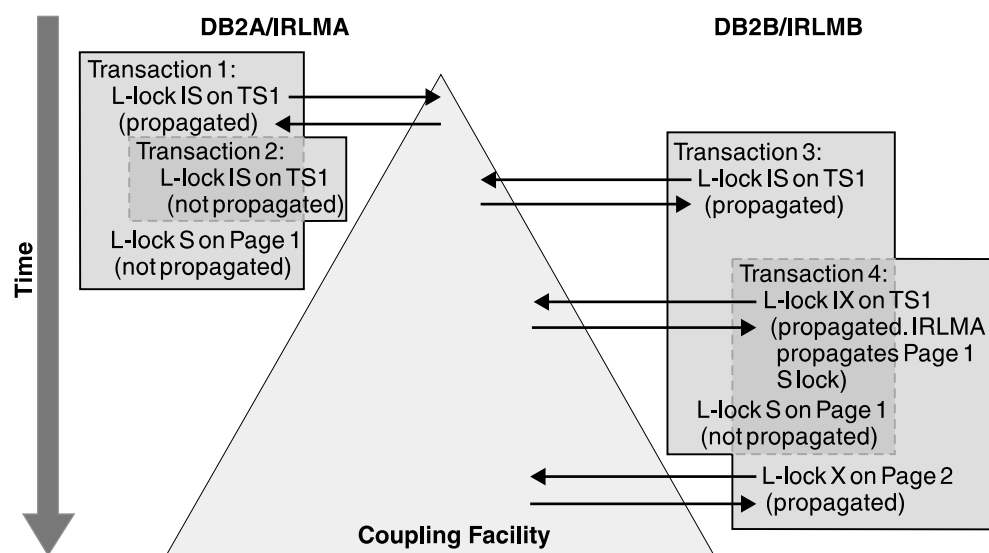 DB2A/IRLMA
DB2B/IRLMB
Time
Transaction 1:
L-lock IS on TS1
(propagated)
Transaction 2:
L-lock IS on TS1
(not propagated)
L-lock S on Page 1
(not propagated)
Transaction 3:
L-lock IS on TS1
(propagated)
Transaction 4:
L-lock IX on TS1
(propagated. IRLMA
propagates Page 1
S lock)
L-lock S on Page 1
(not propagated)
L-lock X on Page 2
(propagated)
Coupling Facility